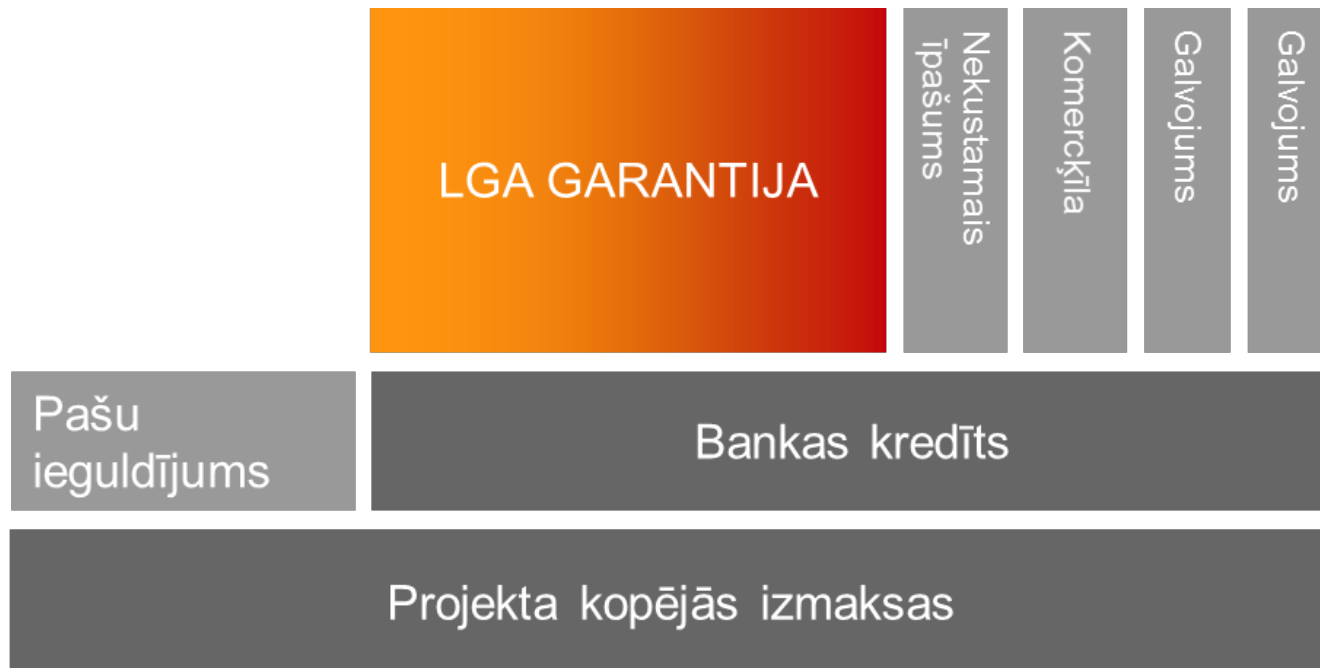 LGA GARANTIJA
Nekustamais
īpašums
Komercķīla
Galvojums
Galvojums
Pašu
ieguldījums
Bankas kredīts
Projekta kopējās izmaksas